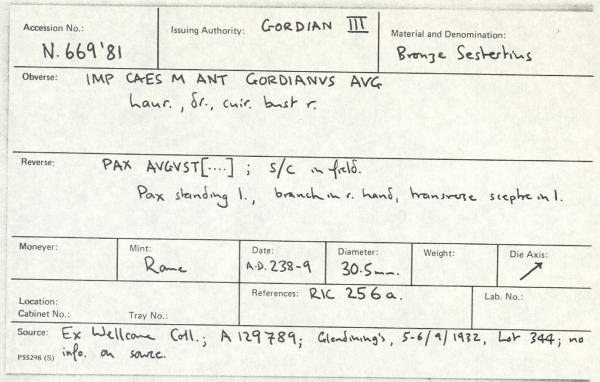 Accession No.: N.669'81
Issuing Authority: GORDIAN III
Material and Denomination: Bronze Sestertius
Obverse: IMP CAES M ANT GORDIANVS AVG
laur., dr., cuir. bust r.
Reverse: PAX AVGVST[....] ; S/C in field.
Pax standing l., branch in r. hand, transverse sceptre in l.
Moneyer:
Mint: Rome
Date: A.D. 238-9
Diameter: 30.5mm.
Weight:
Die Axis: ↗
Location:
Cabinet No.: Tray No.:
References: RIC 256a.
Lab. No.:
Source: Ex Wellcome Coll.; A129789; Glendining's, 5-6/9/1932, Lot 344; no
P55298 (S) info. on source.